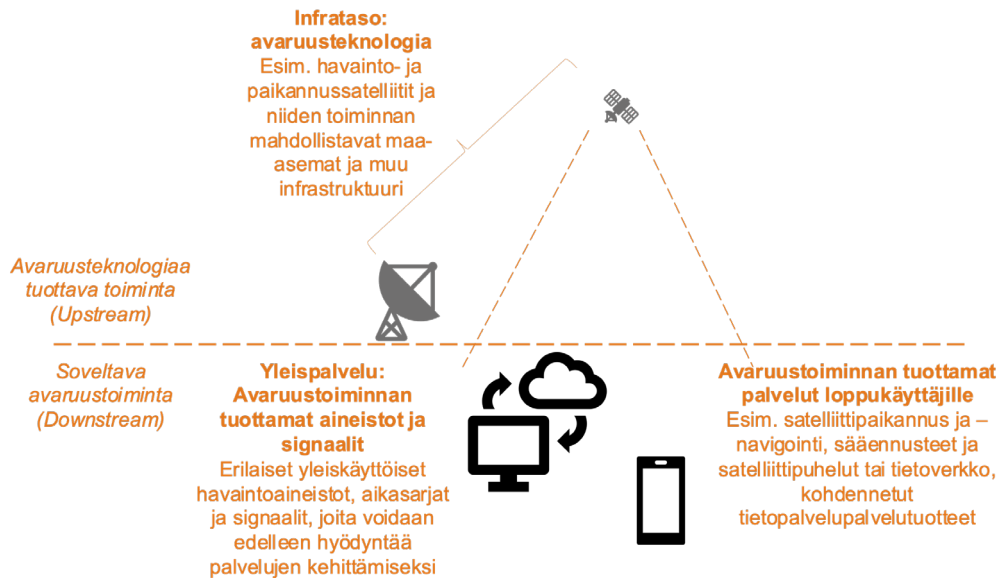 Infrataso:
avaruusteknologia
Esim. havainto- ja
paikannussatelliitit ja
niiden toiminnan
mahdollistavat maa-
asemat ja muu
infrastruktuuri
Avaruusteknologiaa
tuottava toiminta
(Upstream)
Soveltava
avaruustoiminta
(Downstream)
Yleispalvelu:
Avaruustoiminnan
tuottamat aineistot ja
signaalit
Erilaiset yleiskäyttöiset
havaintoaineistot, aikasarjat
ja signaalit, joita voidaan
edelleen hyödyntää
palvelujen kehittämiseksi
Avaruustoiminnan tuottamat
palvelut loppukäyttäjille
Esim. satelliittipaikannus ja –
navigointi, sääennusteet ja
satelliittipuhelut tai tietoverkko,
kohdennetut
tietopalvelupalvelutuotteet